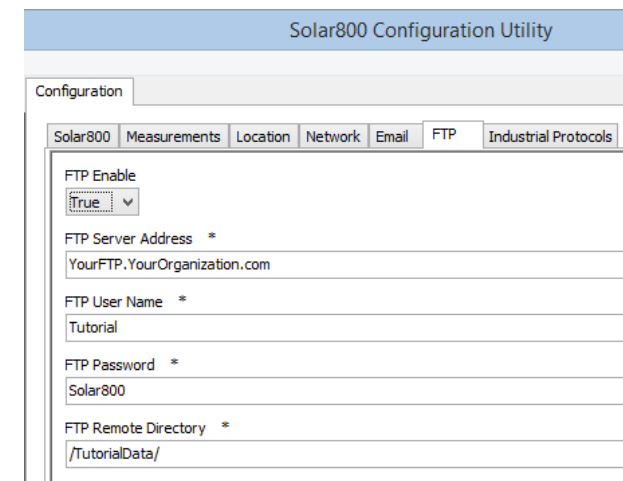 Solar800 Configuration Utility
Configuration
Solar800 Measurements Location Network Email FTP Industrial Protocols
FTP Enable
True
FTP Server Address *
YourFTP.YourOrganization.com
FTP User Name *
Tutorial
FTP Password *
Solar800
FTP Remote Directory *
/TutorialData/